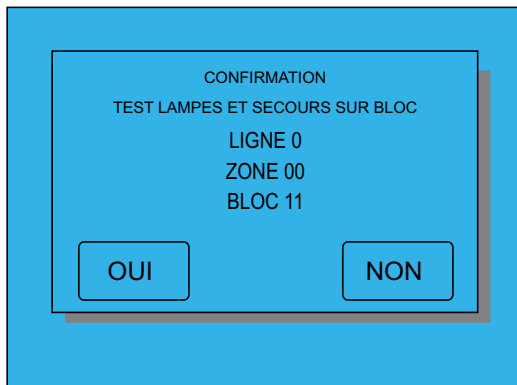 CONFIRMATION
TEST LAMPES ET SECOURS SUR BLOC
LIGNE 0
ZONE 00
BLOC 11
OUI
NON